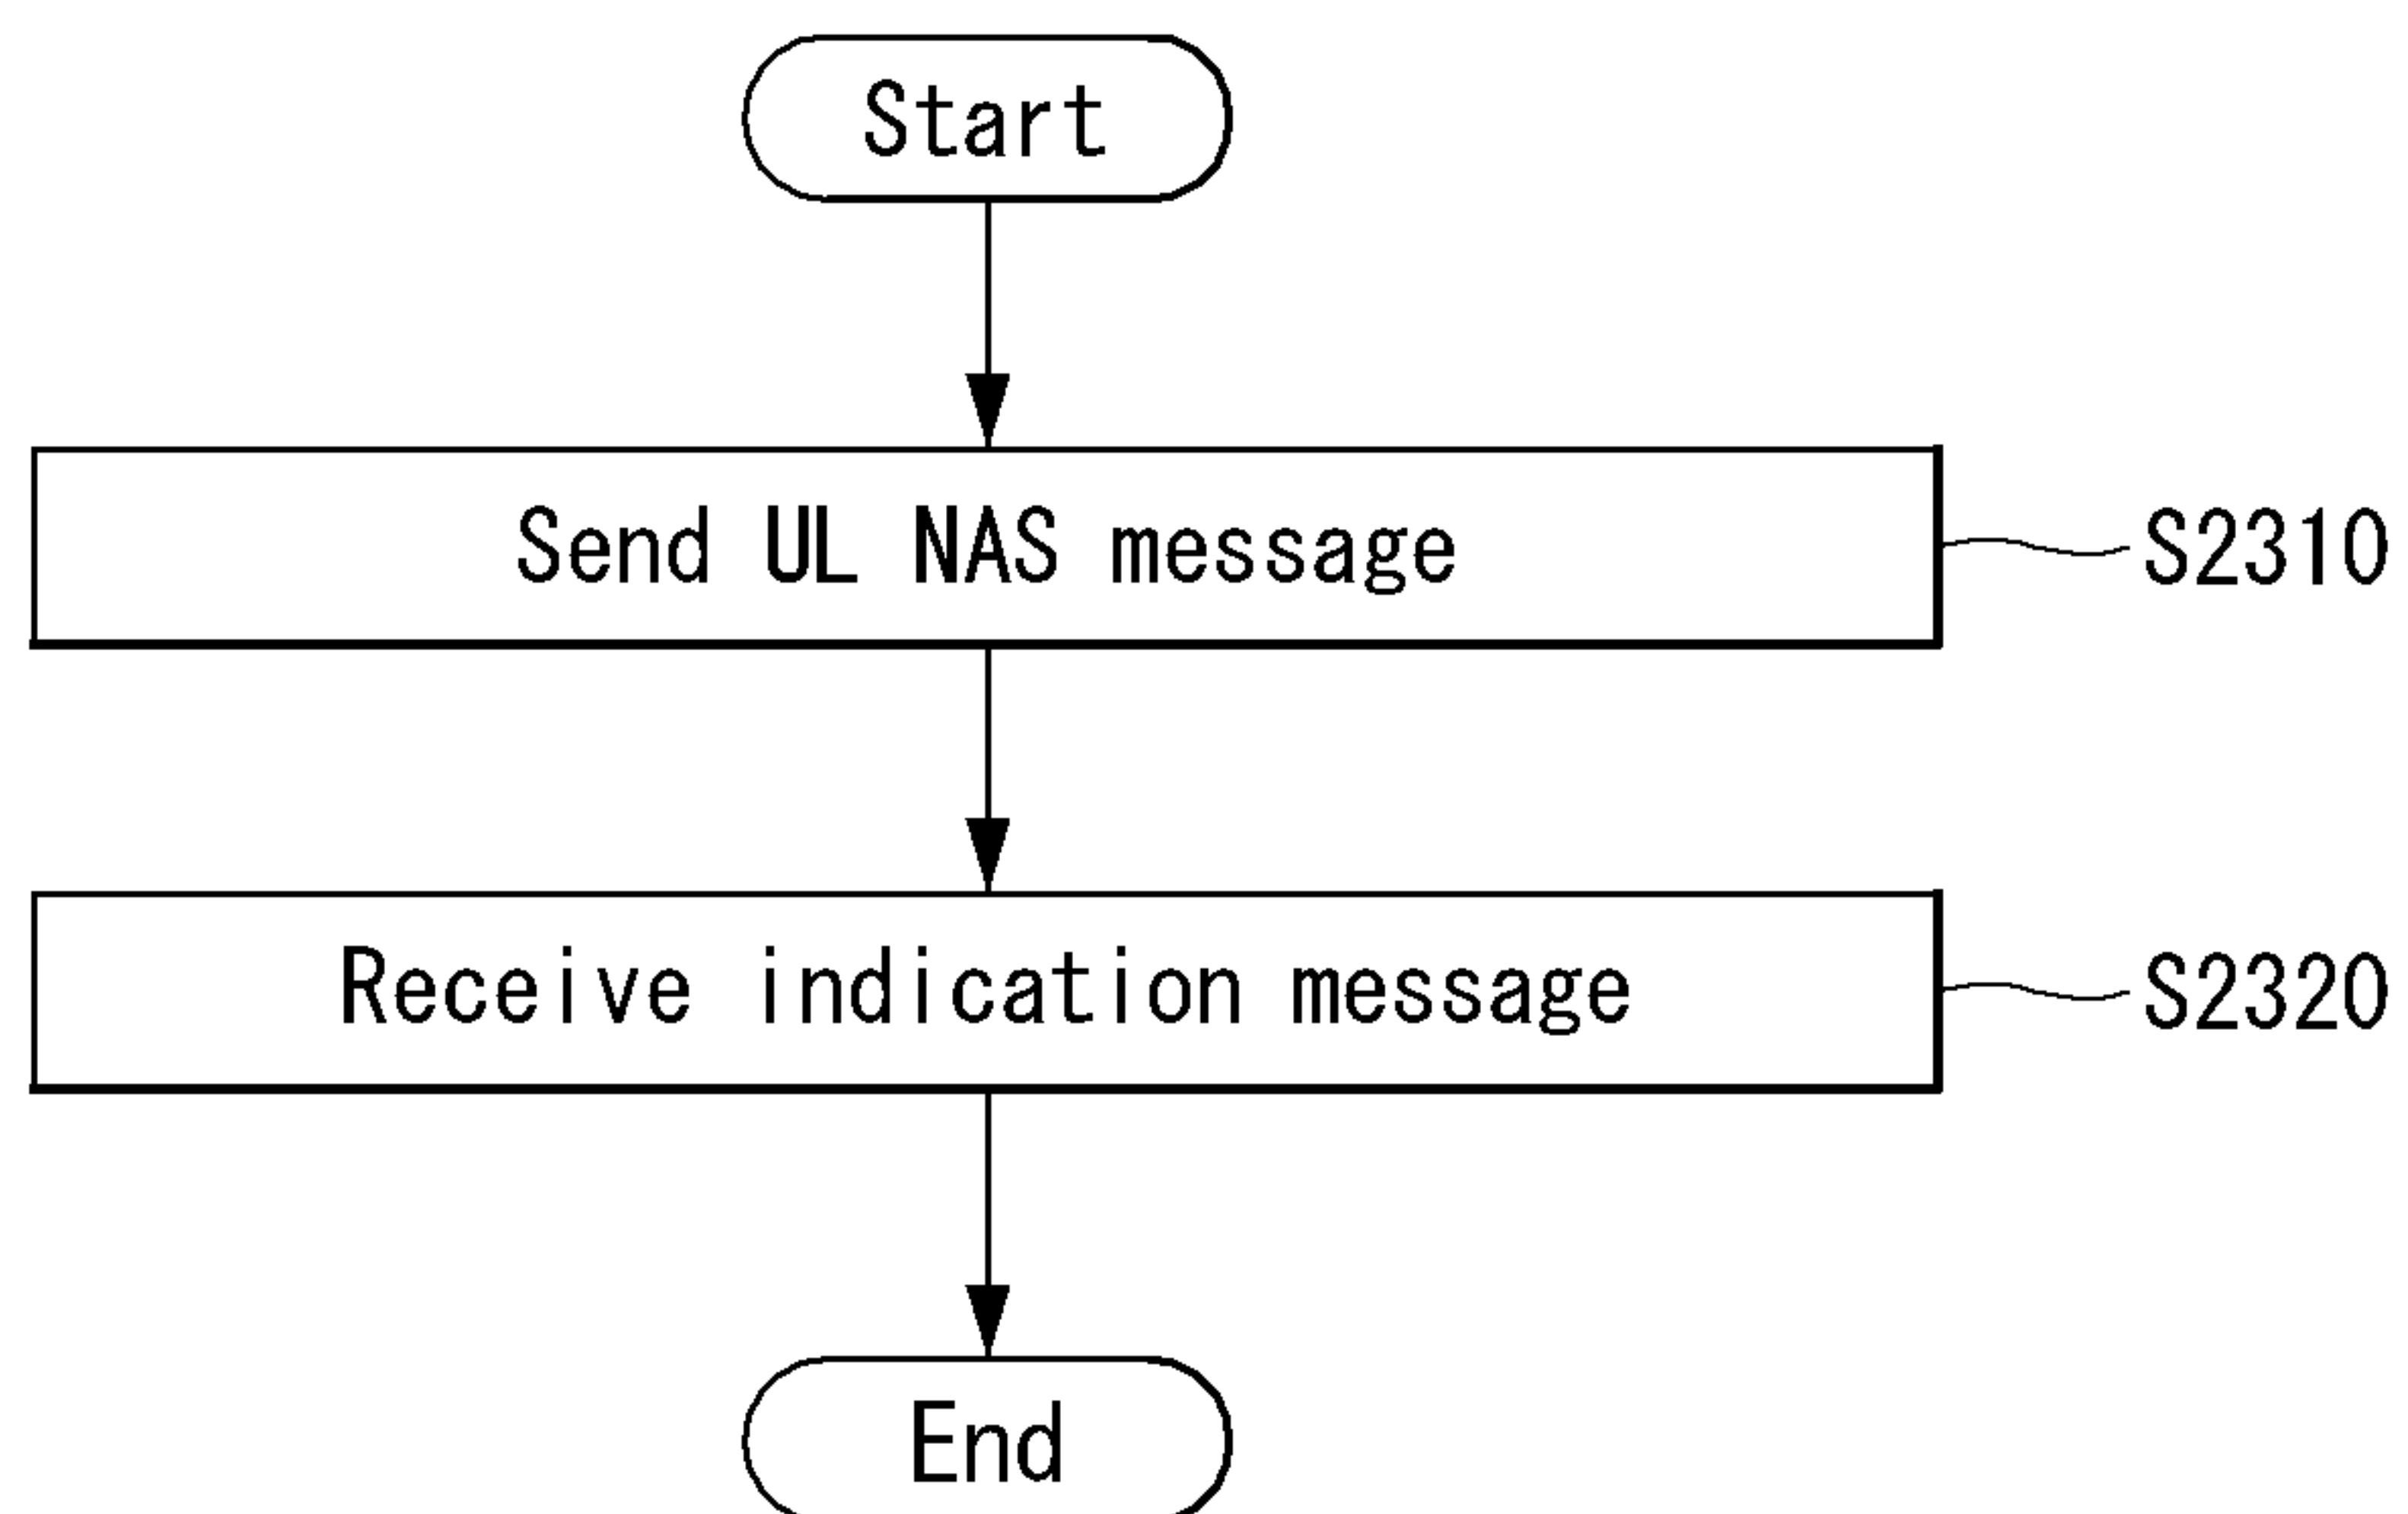 Start
Send UL NAS message
S2310
Receive indication message
S2320
End